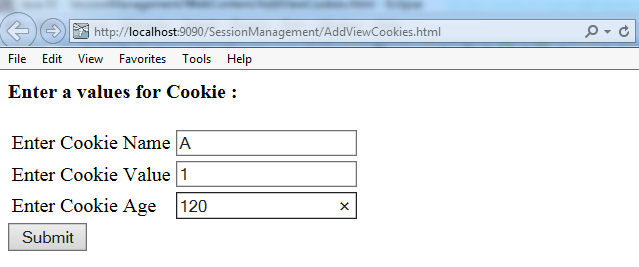 http://localhost:9090/SessionManagement/AddViewCookies.html
File Edit View Favorites Tools Help
Enter a values for Cookie :
Enter Cookie Name A
Enter Cookie Value 1
Enter Cookie Age 120
Submit